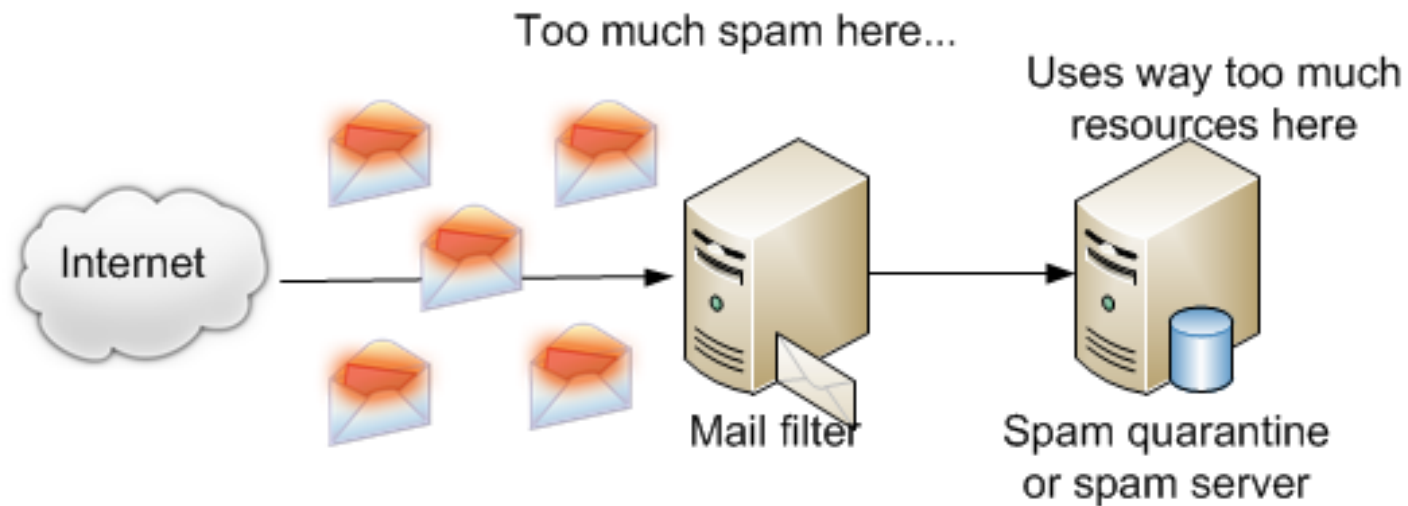 Too much spam here...
Uses way too much
resources here
Internet
Mail filter
Spam quarantine
or spam server